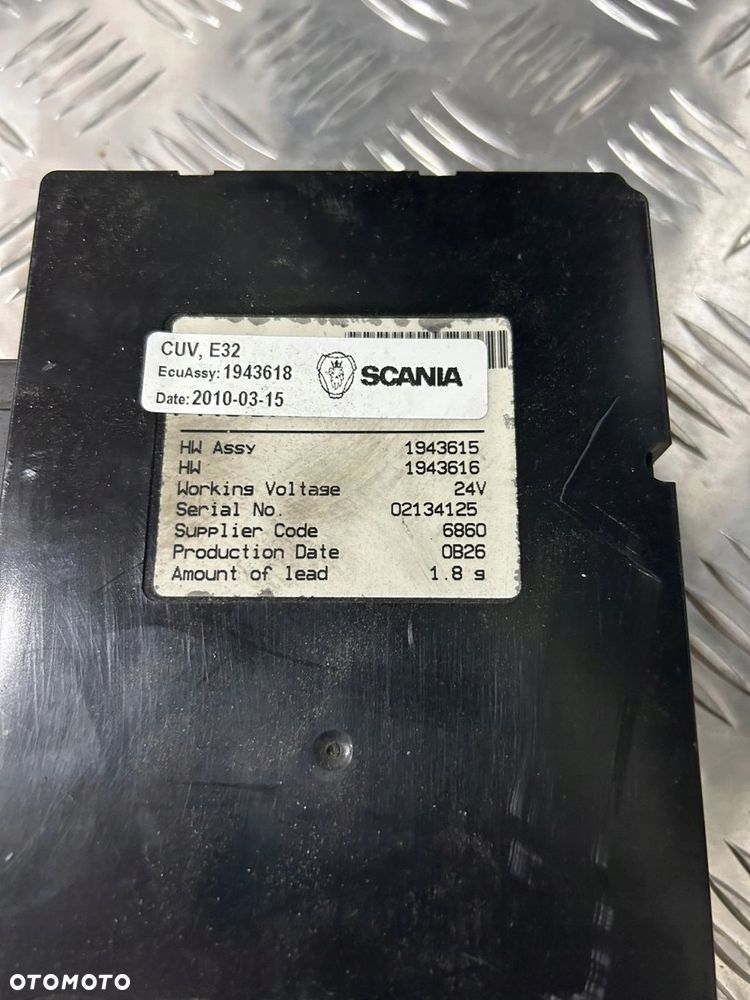 CUV, E32
EcuAssy: 1943618
Date: 2010-03-15
SCANIA
HW Assy 1943615
HW 1943616
Working Voltage 24V
Serial No. 02134125
Supplier Code 6860
Production Date 0B26
Amount of lead 1.8 g
OTOMOTO